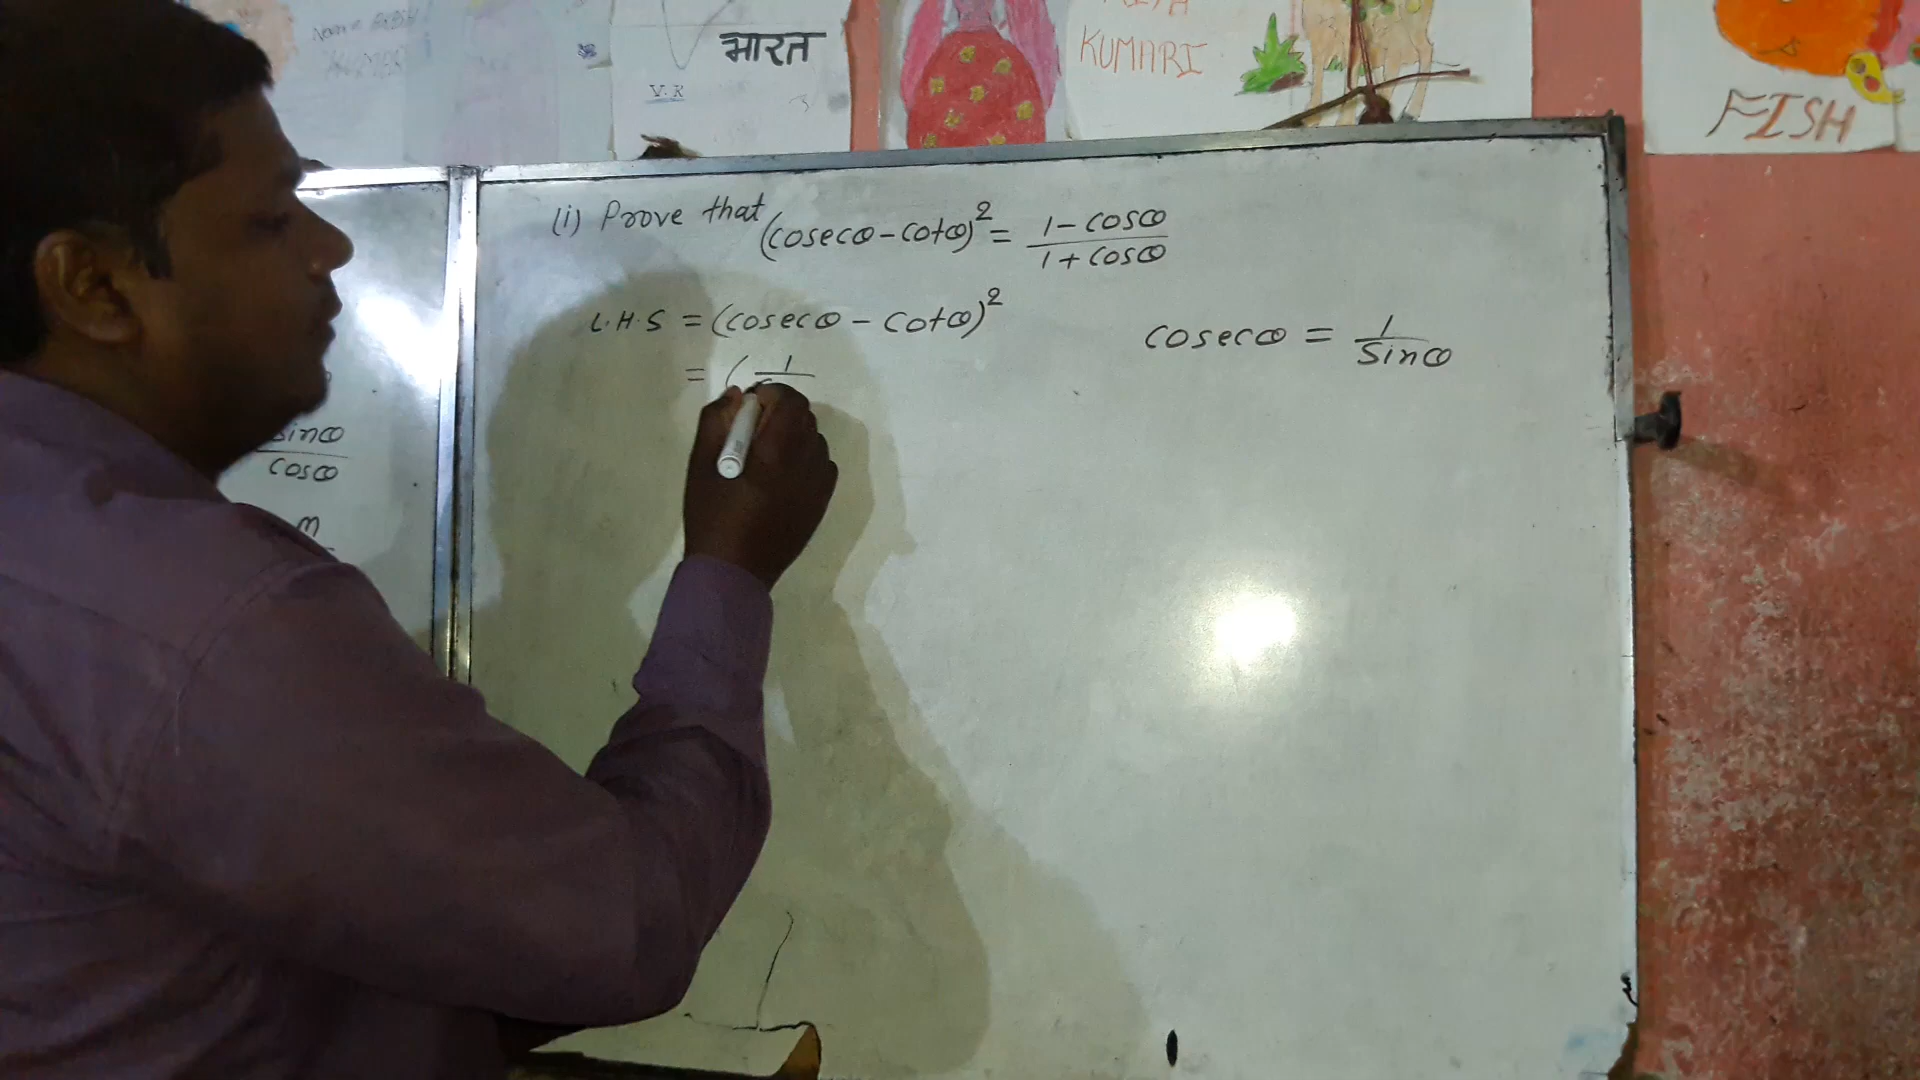 भारत
V.K
KUMARI
FISH
(i) Prove that (cosecθ-cotθ)² = (1-cosθ)/(1+cosθ)
L.H.S = (cosecθ - cotθ)²
cosecθ = 1/sinθ
= (1/
sinθ
cosθ